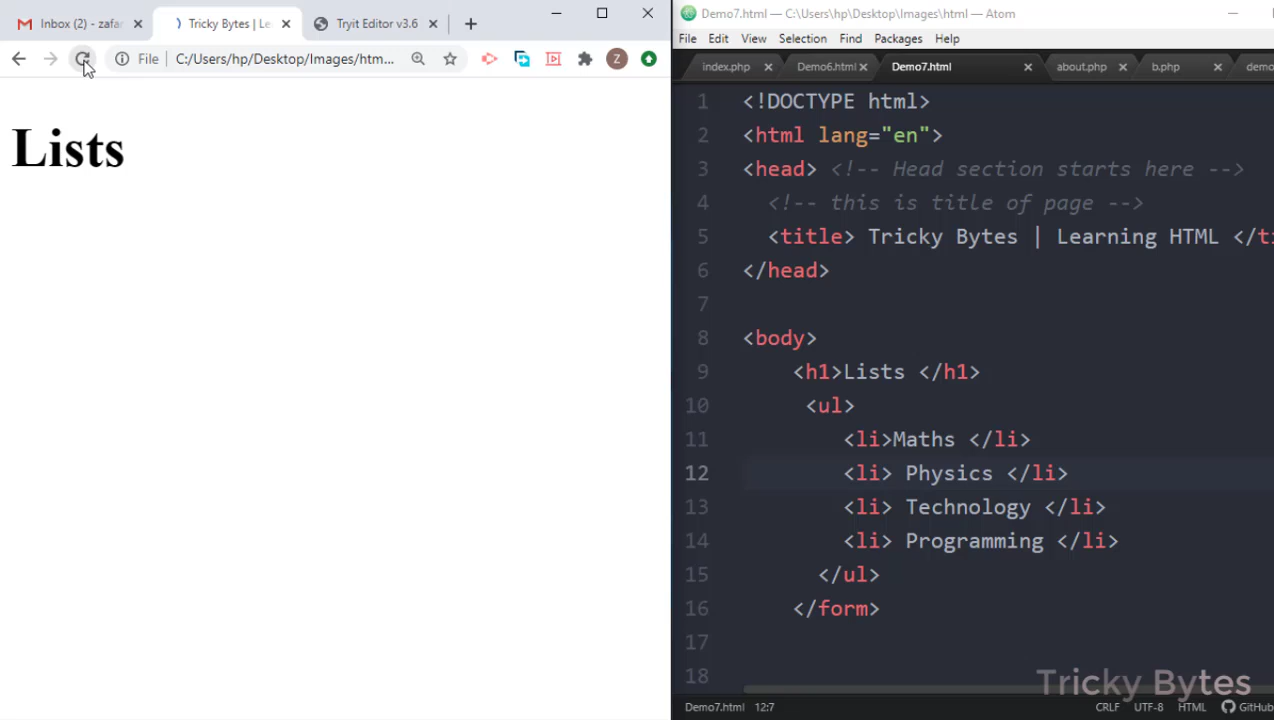 Inbox (2) - zafar
Tricky Bytes | Le
Tryit Editor v3.6
File
C:/Users/hp/Desktop/Images/htm...
Z
Lists
Demo7.html — C:\Users\hp\Desktop\Images\html — Atom
File Edit View Selection Find Packages Help
index.php
Demo6.html
Demo7.html
about.php
b.php
demo
1 <!DOCTYPE html>
2 <html lang="en">
3 <head> <!-- Head section starts here -->
4 <!-- this is title of page -->
5 <title> Tricky Bytes | Learning HTML </ti
6 </head>
7
8 <body>
9 <h1>Lists </h1>
10 <ul>
11 <li>Maths </li>
12 <li> Physics </li>
13 <li> Technology </li>
14 <li> Programming </li>
15 </ul>
16 </form>
17
18
Tricky Bytes
Demo7.html 12:7 CRLF UTF-8 HTML GitHub